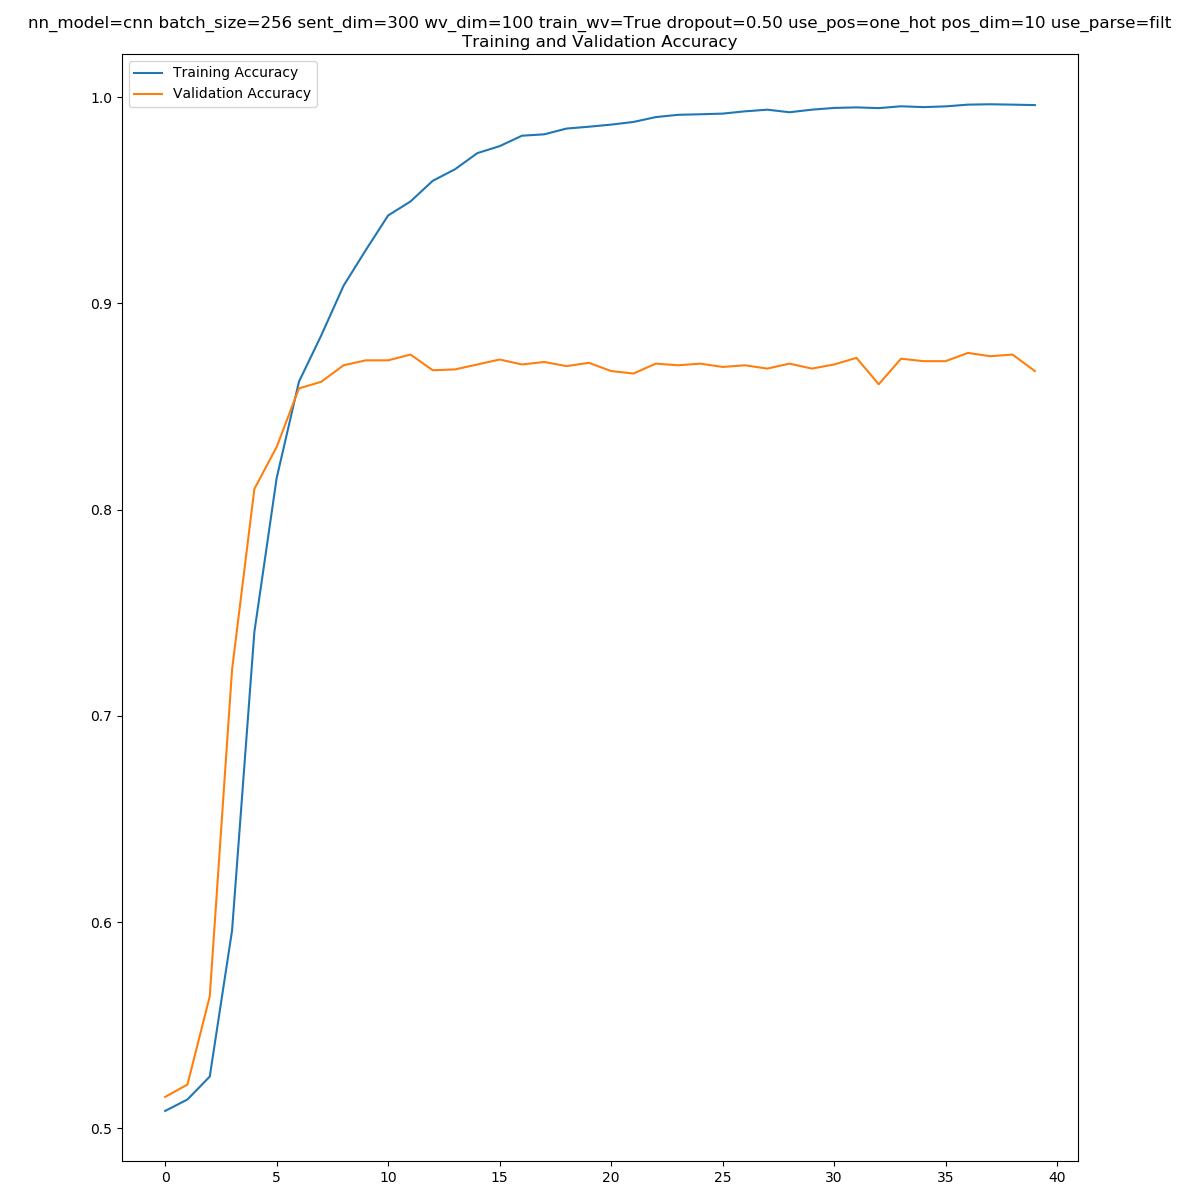 nn_model=cnn batch_size=256 sent_dim=300 wv_dim=100 train_wv=True dropout=0.50 use_pos=one_hot pos_dim=10 use_parse=filt
Training and Validation Accuracy
Training Accuracy
Validation Accuracy
1.0
0.9
0.8
0.7
0.6
0.5
0 5 10 15 20 25 30 35 40